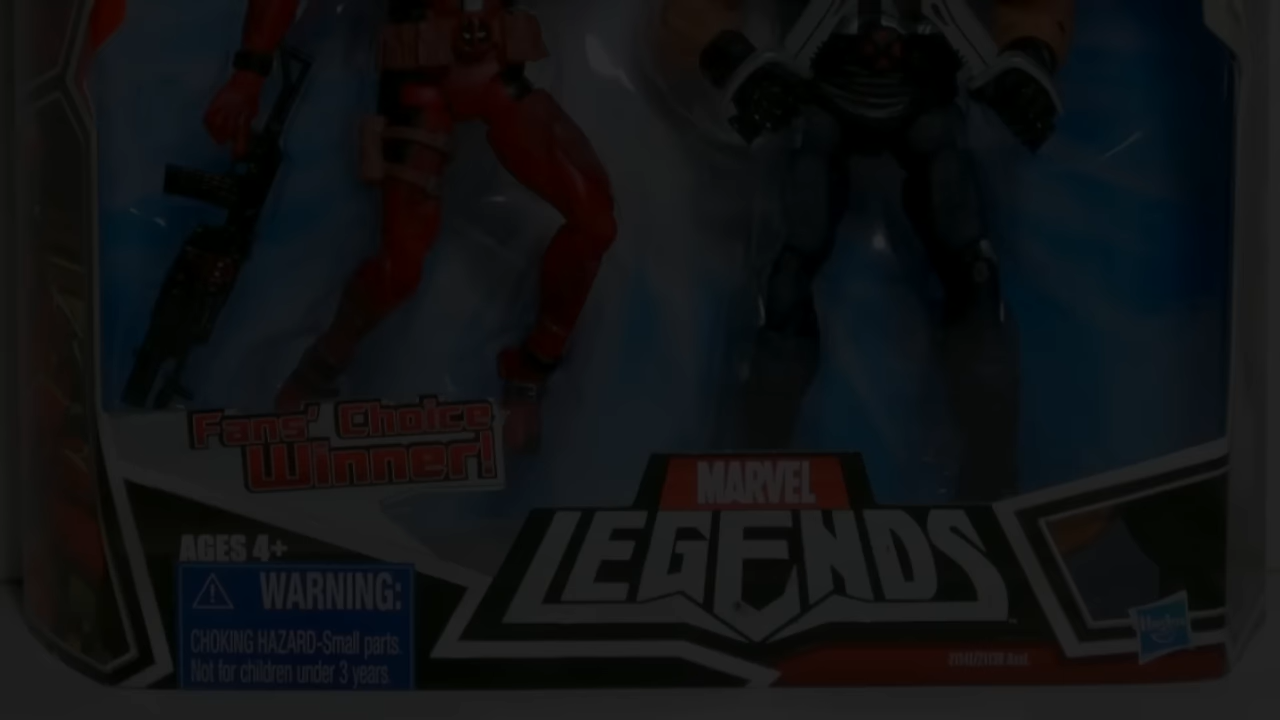 Fans' Choice
Winner!
MARVEL
LEGENDS
AGES 4+
WARNING:
CHOKING HAZARD-Small parts.
Not for children under 3 years.
Hasbro